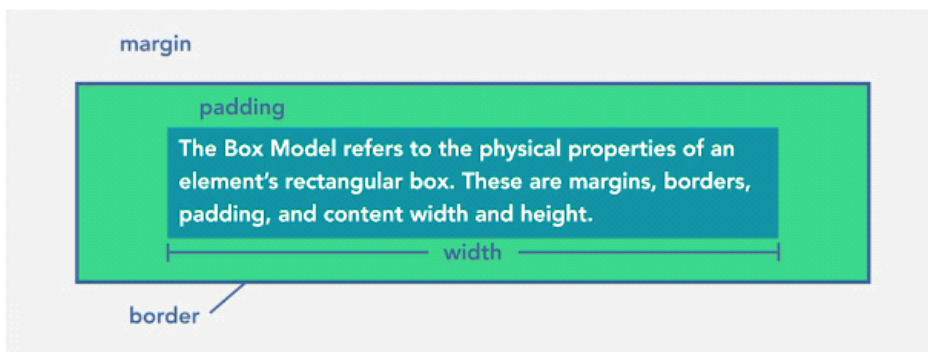 margin
padding
The Box Model refers to the physical properties of an
element’s rectangular box. These are margins, borders,
padding, and content width and height.
width
border